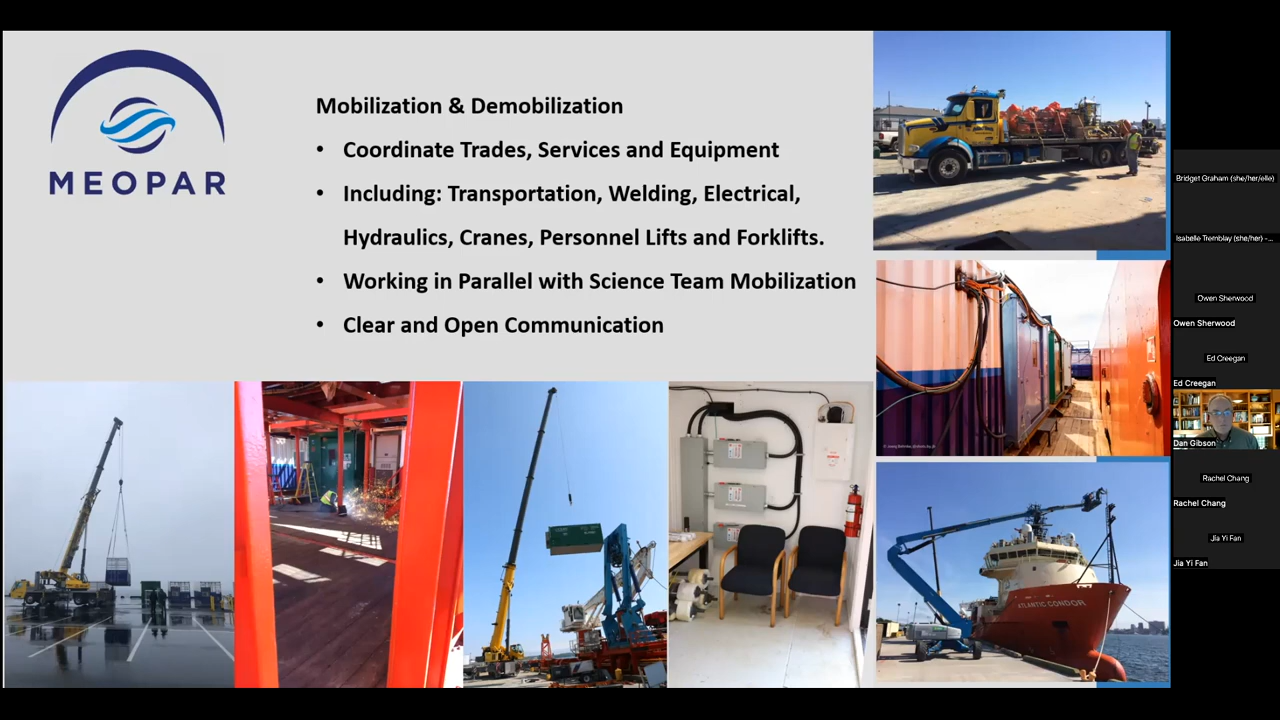 MEOPAR
Mobilization & Demobilization
• Coordinate Trades, Services and Equipment
• Including: Transportation, Welding, Electrical,
Hydraulics, Cranes, Personnel Lifts and Forklifts.
• Working in Parallel with Science Team Mobilization
• Clear and Open Communication
ATLANTIC CONDOR
Bridget Graham (she/her/elle)
Isabelle Tremblay (she/her) -...
Owen Sherwood
Owen Sherwood
Ed Creegan
Ed Creegan
Dan Gibson
Rachel Chang
Rachel Chang
Jia Yi Fan
Jia Yi Fan